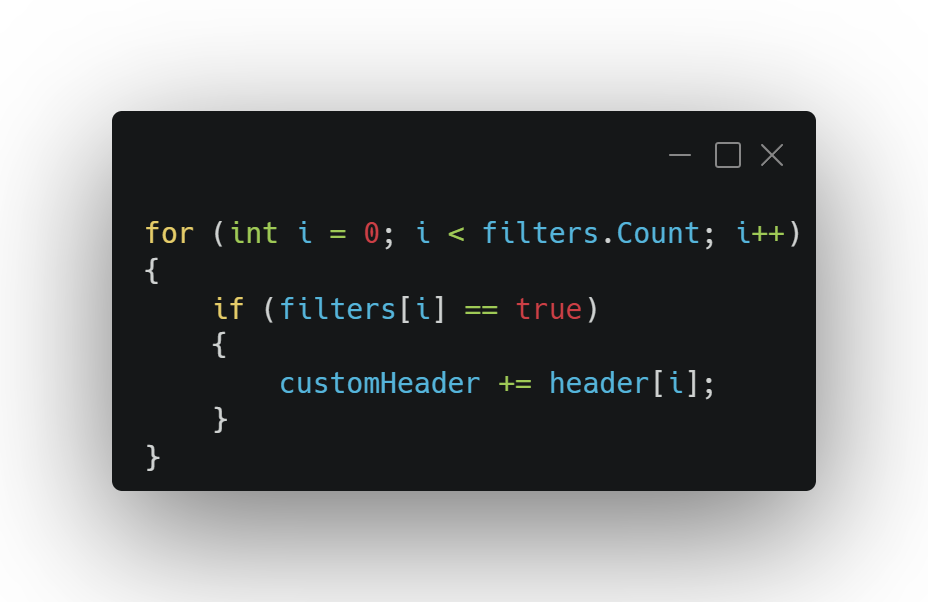 for (int i = 0; i < filters.Count; i++)
{
    if (filters[i] == true)
    {
        customHeader += header[i];
    }
}